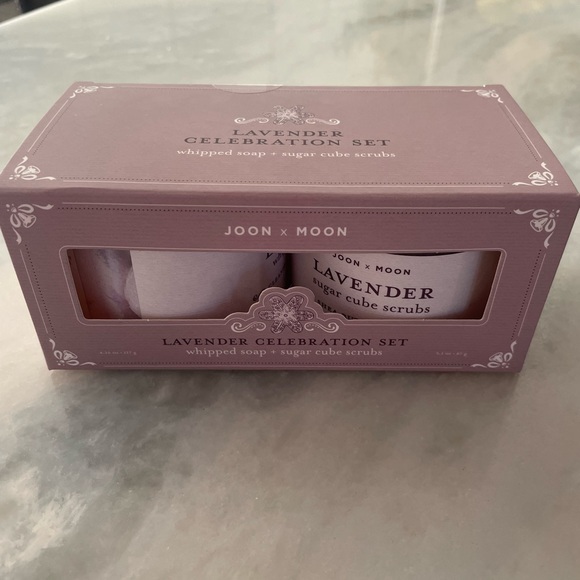 LAVENDER
CELEBRATION SET
whipped soap + sugar cube scrubs
JOON x MOON
JOON x MOON
LAVENDER
sugar cube scrubs
LAVENDER CELEBRATION SET
whipped soap + sugar cube scrubs